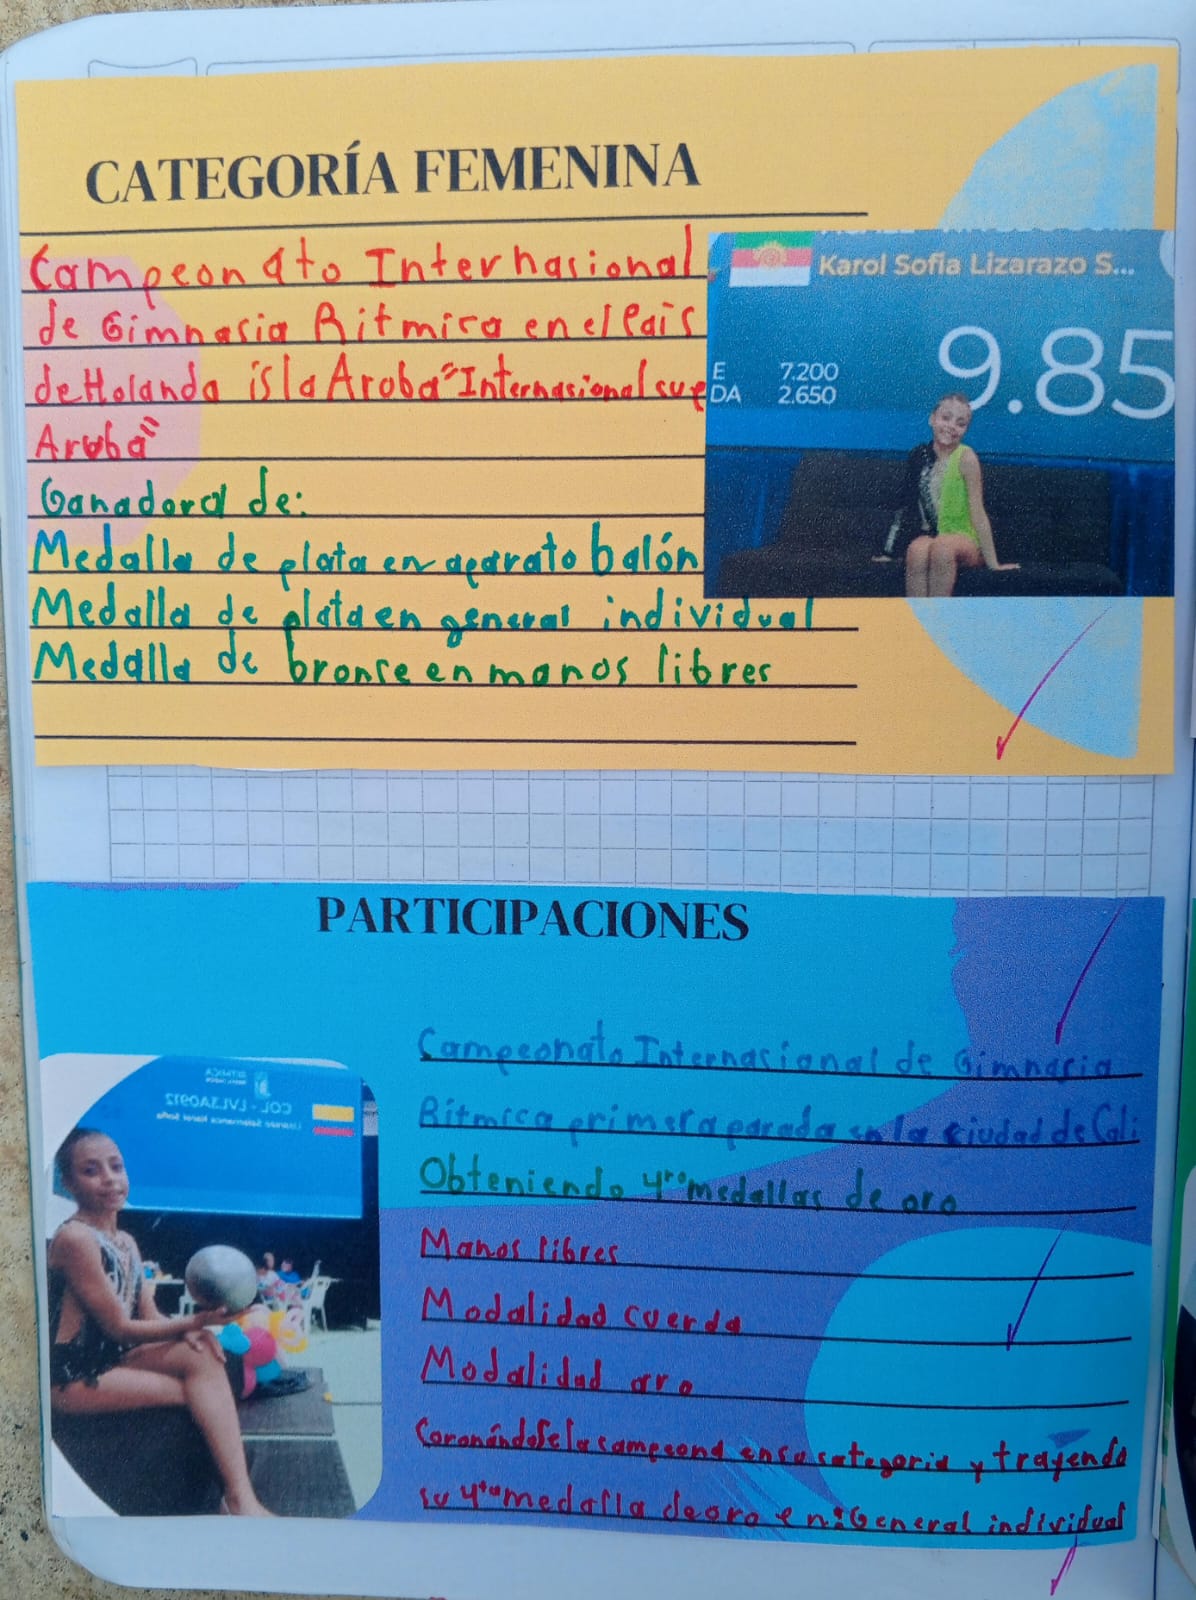 CATEGORÍA FEMENINA
Campeonato Internasional
de Gimnasia Ritmica en el Pais
de Holanda isla Aroba "Internasional cup
Aruba"
Ganadora de:
Medalla de plata en aparato balón
Medalla de plata en general individual
Medalla de bronse en manos libres
Karol Sofia Lizarazo S...
9.85
E 7.200
DA 2.650
PARTICIPACIONES
Campeonato Internasional de Gimnasia
Ritmica primera parada en la ciudad de Cali
Obteniendo 4ro medallas de oro
Manos libres
Modalidad cuerda
Modalidad aro
Coronándose la campeona en su categoria y trayendo
su 4ta medalla de oro en General individual
COL - LVL3A0912
Lizarazo Salamanca Karol Sofia